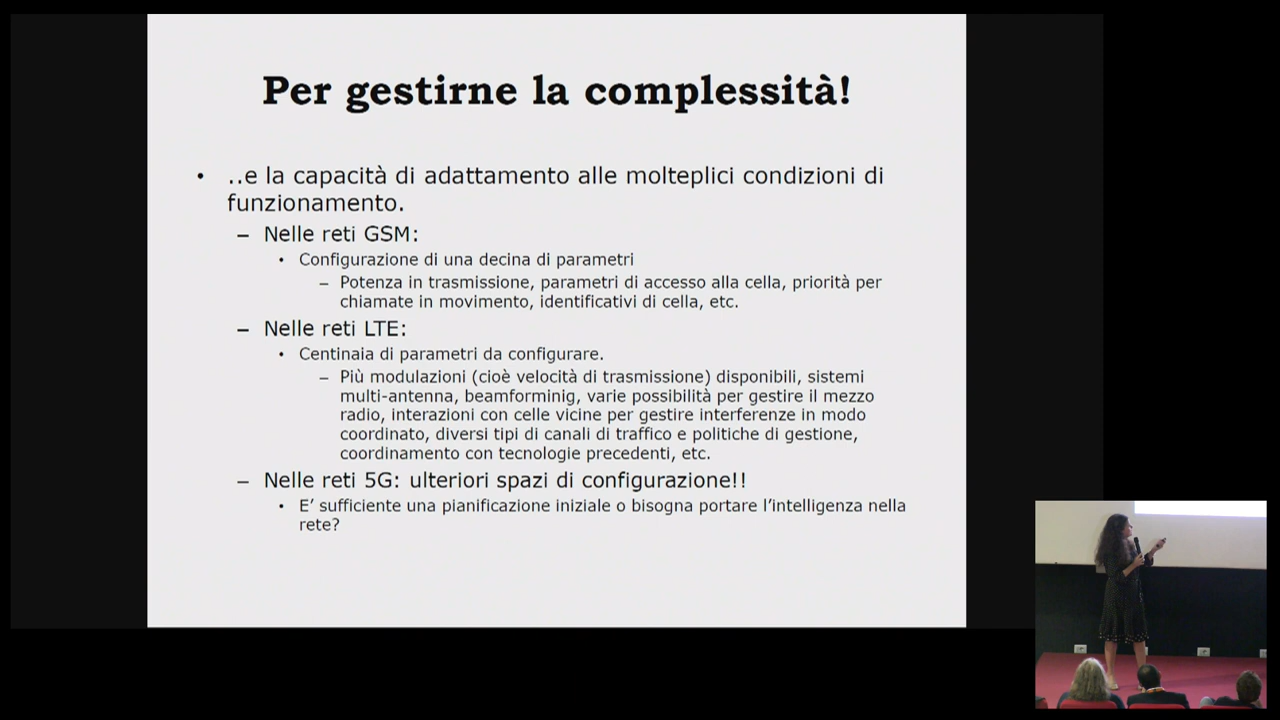 Per gestirne la complessità!
• ..e la capacità di adattamento alle molteplici condizioni di
funzionamento.
– Nelle reti GSM:
• Configurazione di una decina di parametri
– Potenza in trasmissione, parametri di accesso alla cella, priorità per
chiamate in movimento, identificativi di cella, etc.
– Nelle reti LTE:
• Centinaia di parametri da configurare.
– Più modulazioni (cioè velocità di trasmissione) disponibili, sistemi
multi-antenna, beamforminig, varie possibilità per gestire il mezzo
radio, interazioni con celle vicine per gestire interferenze in modo
coordinato, diversi tipi di canali di traffico e politiche di gestione,
coordinamento con tecnologie precedenti, etc.
– Nelle reti 5G: ulteriori spazi di configurazione!!
• E’ sufficiente una pianificazione iniziale o bisogna portare l’intelligenza nella
rete?